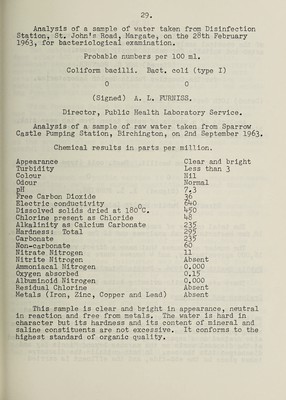 29.
Analysis of a sample of water taken from Disinfection
Station, St. John's Road, Margate, on the 28th February
1963, for bacteriological examination.
Probable numbers per 100 ml.
Coliform bacilli. Bact. coli (type I)
0 0
(Signed) A. L. FURNISS.
Director, Public Health Laboratory Service.
Analysis of a sample of raw water taken from Sparrow
Castle Pumping Station, Birchington, on 2nd September 1963.
Chemical results in parts per million.
Appearance Clear and bright
Turbidity Less than 3
Colour Nil
Odour Normal
pH 7.3
Free Carbon Dioxide 36
Electric conductivity 640
Dissolved solids dried at 180°C. 450
Chlorine present as Chloride 48
Alkalinity as Calcium Carbonate 235
Hardness: Total 295
Carbonate 235
Non-carbonate 60
Nitrate Nitrogen 11
Nitrite Nitrogen Absent
Ammoniacal Nitrogen 0.000
Oxygen absorbed 0.15
Albuminoid Nitrogen 0.000
Residual Chlorine Absent
Metals (Iron, Zinc, Copper and Lead) Absent
This sample is clear and bright in appearance, neutral
in reaction and free from metals. The water is hard in
character but its hardness and its content of mineral and
saline constituents are not excessive. It conforms to the
highest standard of organic quality.